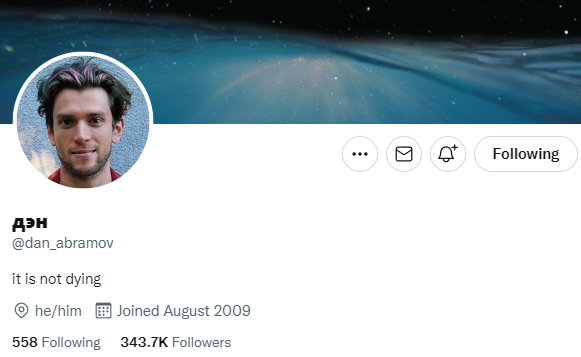 Following
дэн
@dan_abramov
it is not dying
he/him Joined August 2009
558 Following 343.7K Followers